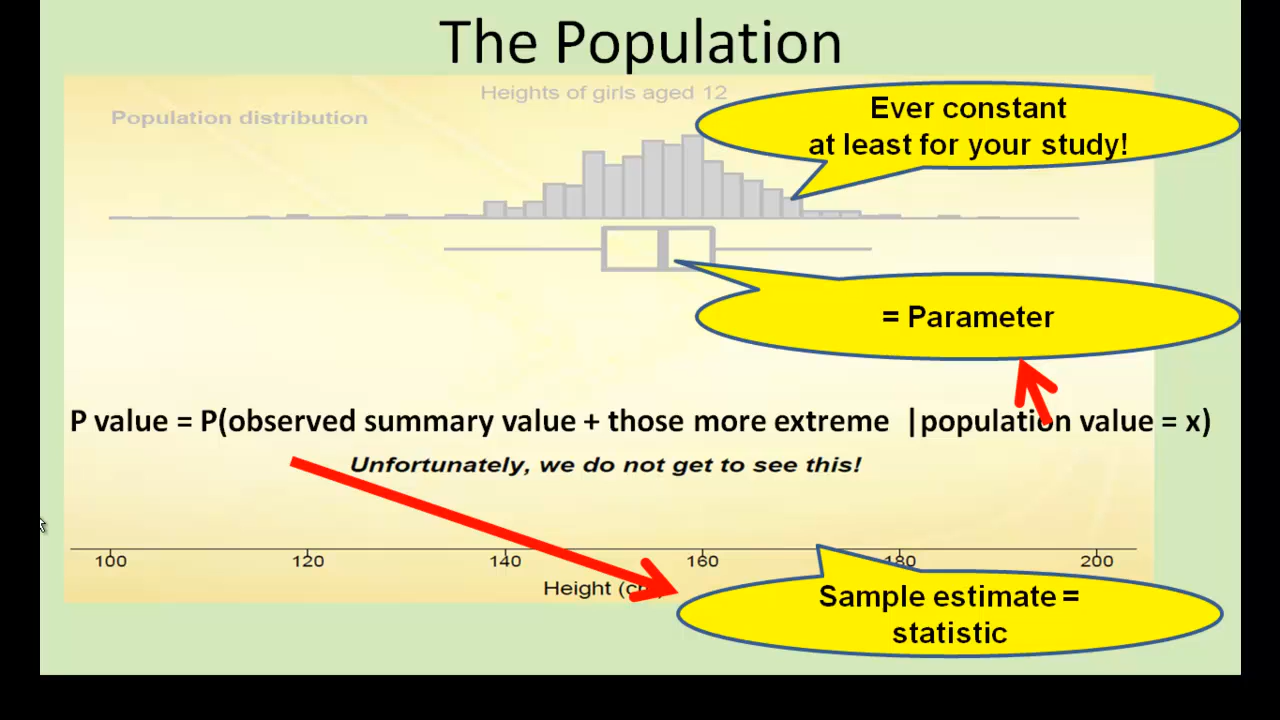 The Population
Heights of girls aged 12
Population distribution
Ever constant
at least for your study!
= Parameter
P value = P(observed summary value + those more extreme |population value = x)
Unfortunately, we do not get to see this!
100 120 140 160 180 200
Height (c
Sample estimate =
statistic